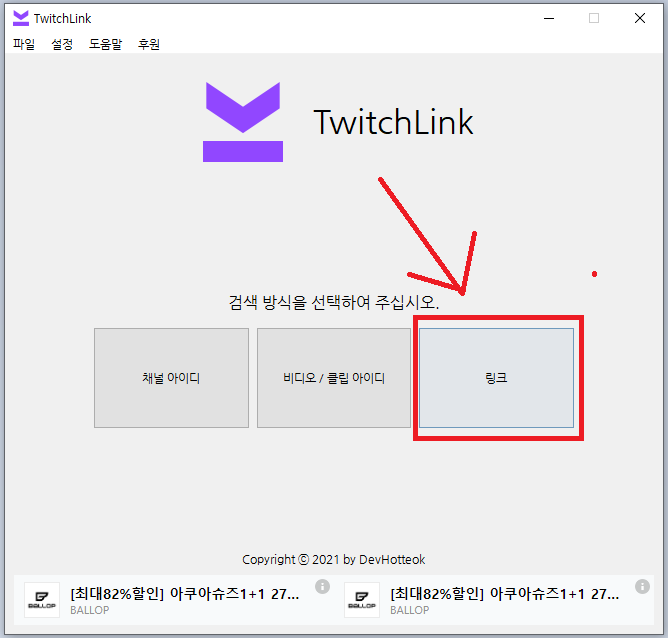 TwitchLink
파일 설정 도움말 후원
TwitchLink
검색 방식을 선택하여 주십시오.
채널 아이디
비디오 / 클립 아이디
링크
Copyright ⓒ 2021 by DevHotteok
BALLOP
[최대82%할인] 아쿠아슈즈1+1 27...
BALLOP
BALLOP
[최대82%할인] 아쿠아슈즈1+1 27...
BALLOP